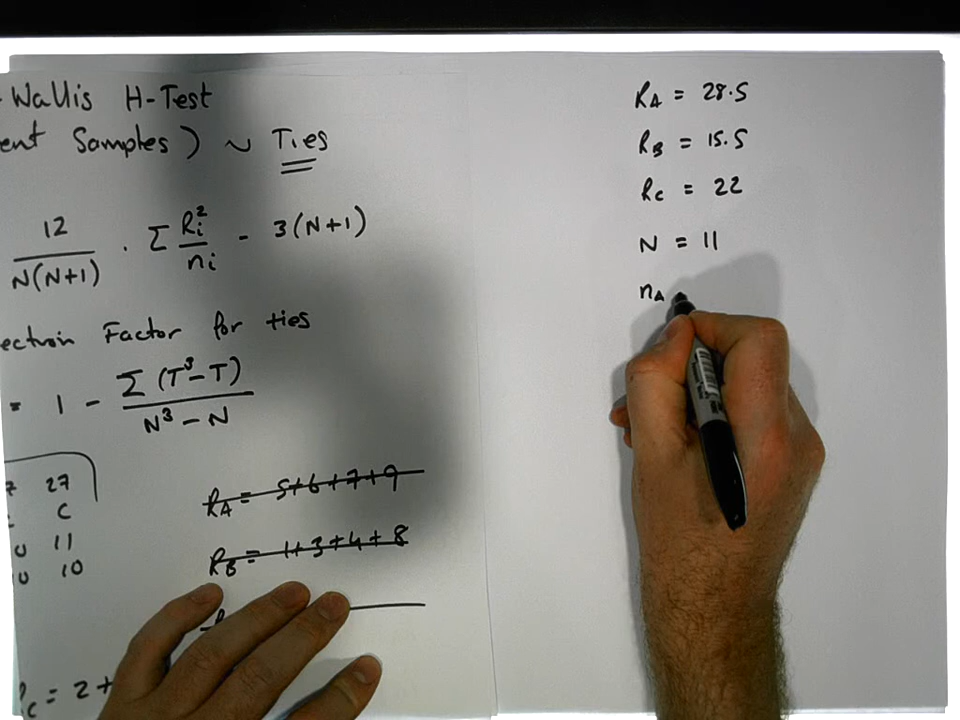 -Wallis H-Test
ent Samples) ~ Ties
12 / N(N+1) · Σ Ri² / ni - 3(N+1)
ection Factor for ties
= 1 - Σ(T³-T) / N³-N
7 27
C
U 11
U 10
RA = 5+6+7+9
RB = 1+3+4+8
RC = 2+
RA = 28.5
RB = 15.5
RC = 22
N = 11
nA